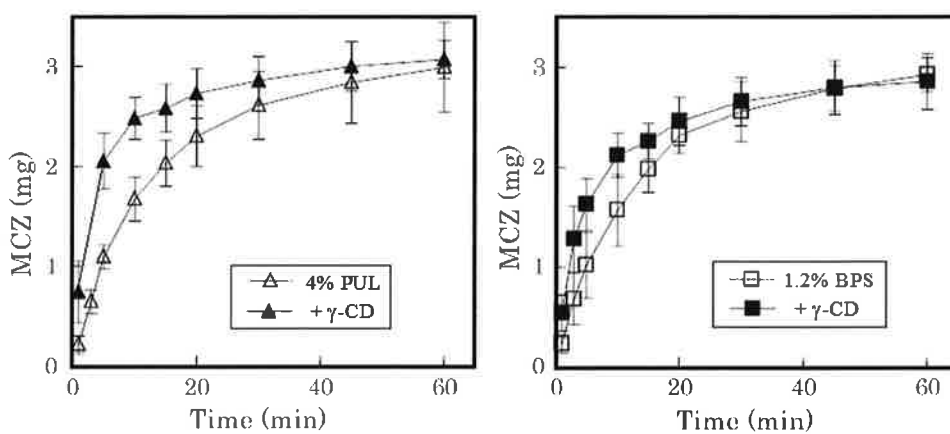 3
2
1
0
MCZ (mg)
4% PUL
+ γ-CD
0 20 40 60
Time (min)
3
2
1
0
MCZ (mg)
1.2% BPS
+ γ-CD
0 20 40 60
Time (min)